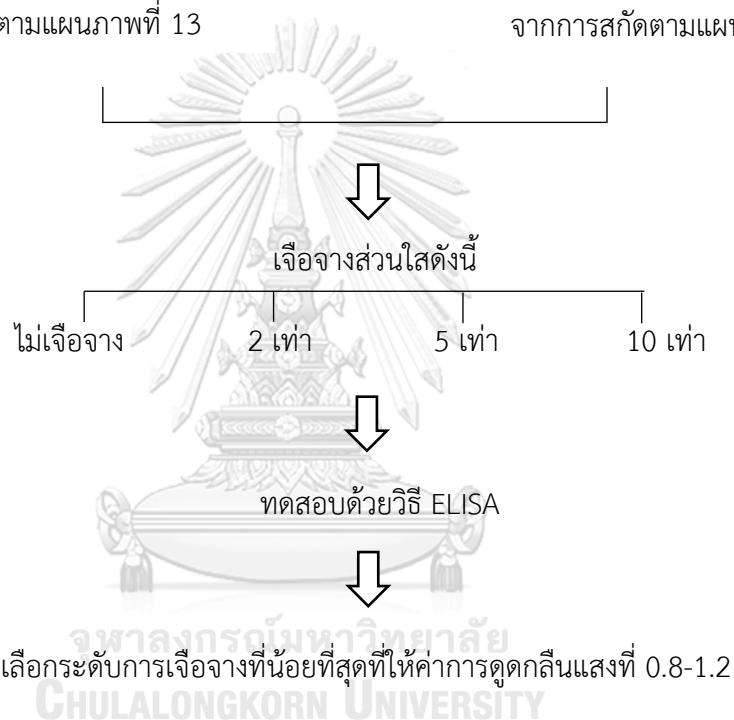 ตามแผนภาพที่ 13
จากการสกัดตามแผน
เจือจางส่วนใสดังนี้
ไม่เจือจาง 2 เท่า 5 เท่า 10 เท่า
ทดสอบด้วยวิธี ELISA
จุฬาลงกรณ์มหาวิทยาลัย
เลือกระดับการเจือจางที่น้อยที่สุดที่ให้ค่าการดูดกลืนแสงที่ 0.8-1.2
CHULALONGKORN UNIVERSITY